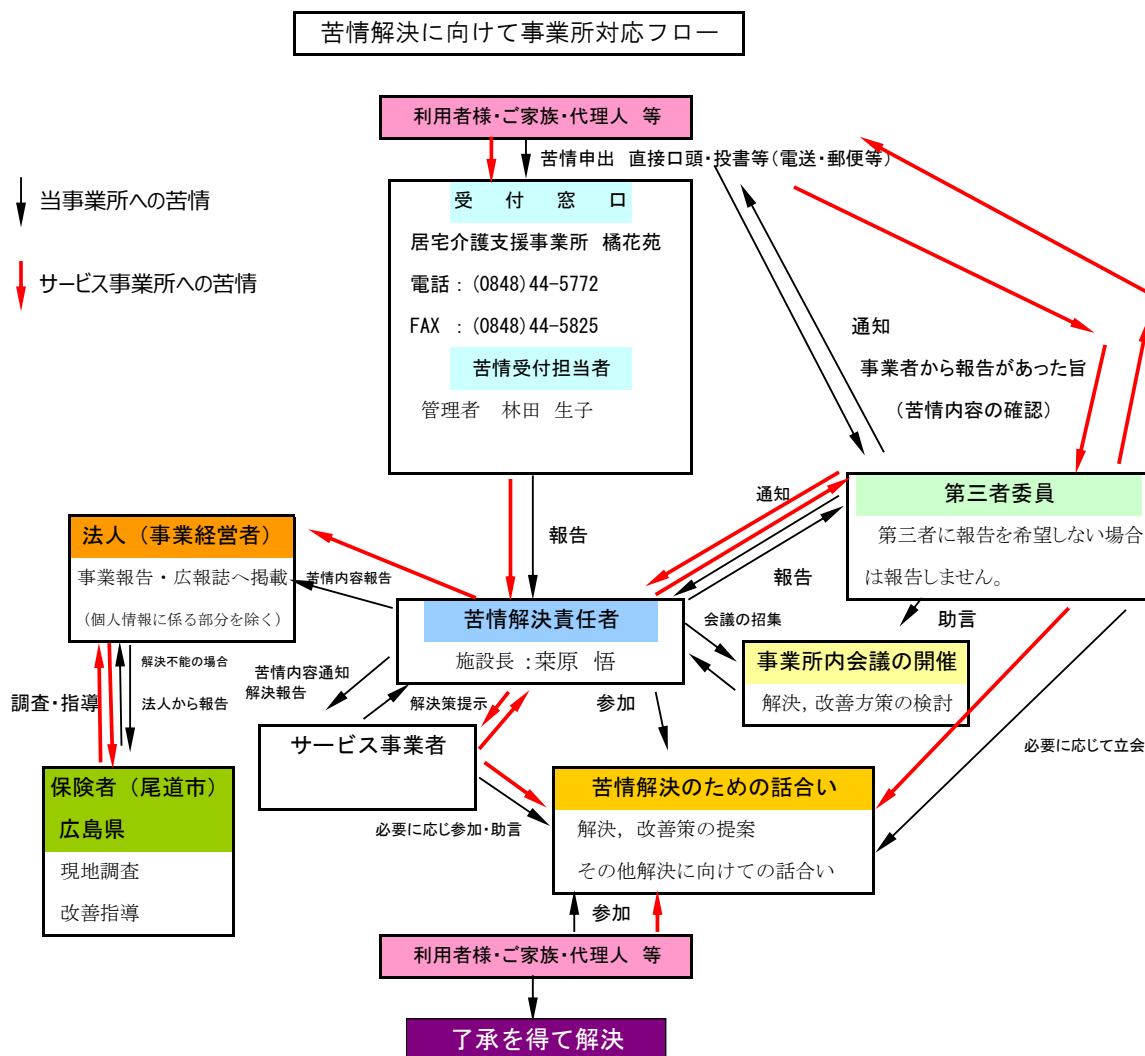 苦情解決に向けて事業所対応フロー
利用者様・ご家族・代理人 等
苦情申出 直接口頭・投書等（電送・郵便等）
当事業所への苦情
サービス事業所への苦情
受 付 窓 口
居宅介護支援事業所 橘花苑
電話：(0848)44-5772
FAX ：(0848)44-5825
苦情受付担当者
管理者 林田 生子
通知
事業者から報告があった旨
（苦情内容の確認）
第三者委員
第三者に報告を希望しない場合
は報告しません。
通知
報告
報告
法人（事業経営者）
事業報告・広報誌へ掲載
（個人情報に係る部分を除く）
苦情内容報告
苦情解決責任者
施設長：桒原 悟
会議の招集
助言
事業所内会議の開催
解決，改善方策の検討
解決不能の場合
法人から報告
調査・指導
苦情内容通知
解決報告
解決策提示
参加
サービス事業者
必要に応じて立会
保険者（尾道市）
広島県
現地調査
改善指導
必要に応じ参加・助言
苦情解決のための話合い
解決，改善策の提案
その他解決に向けての話合い
参加
利用者様・ご家族・代理人 等
了承を得て解決